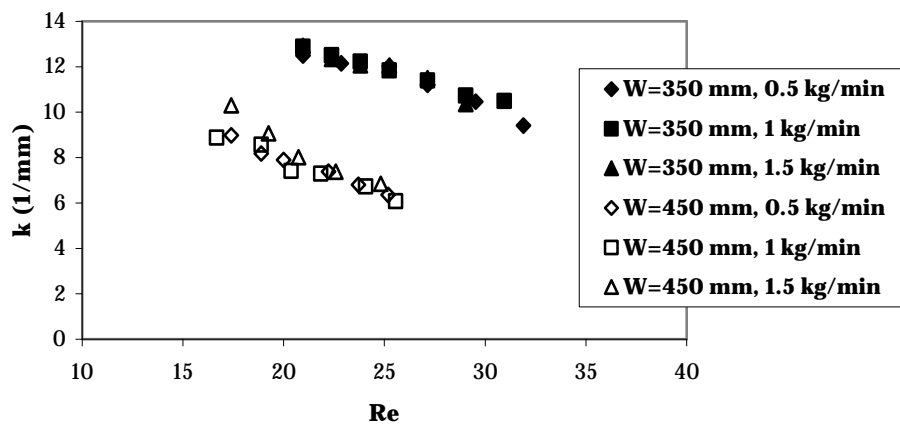 14
12
10
8
6
4
2
0
k (1/mm)
10 15 20 25 30 35 40
Re
W=350 mm, 0.5 kg/min
W=350 mm, 1 kg/min
W=350 mm, 1.5 kg/min
W=450 mm, 0.5 kg/min
W=450 mm, 1 kg/min
W=450 mm, 1.5 kg/min